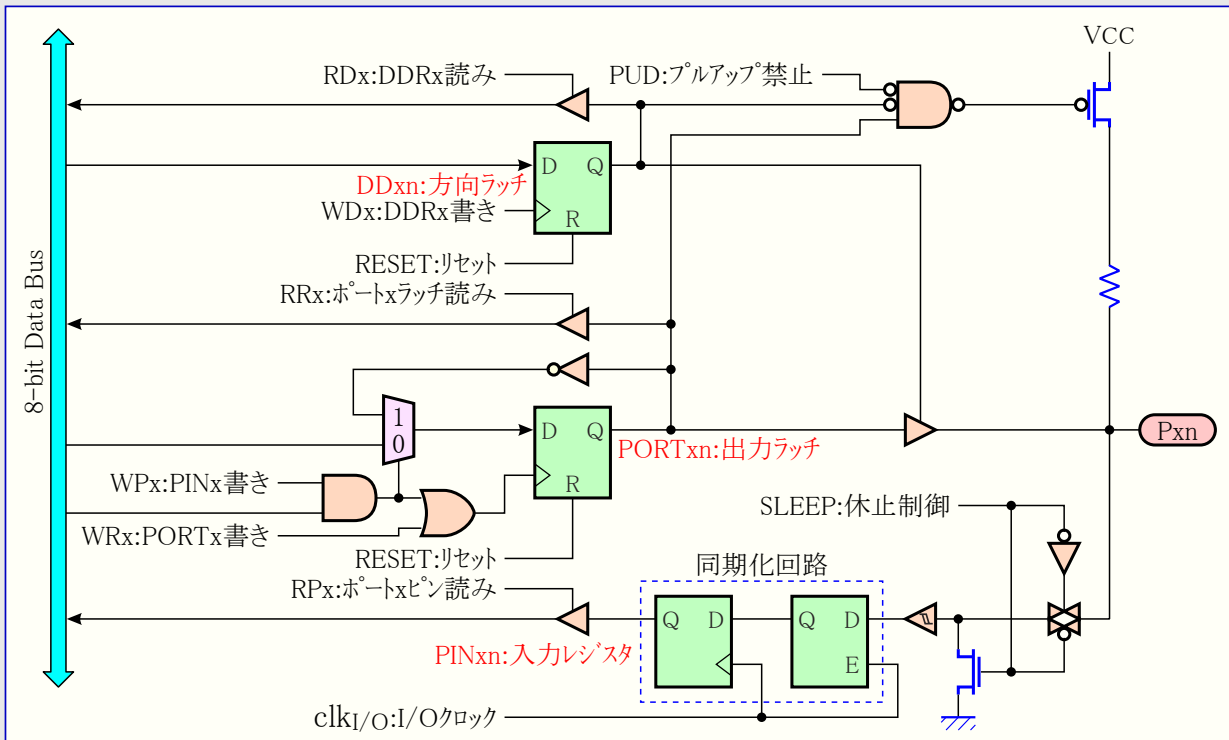 VCC
RDx:DDRx読み
PUD:プルアップ禁止
D
Q
DDxn:方向ラッチ
WDx:DDRx書き
R
RESET:リセット
RRx:ポートxラッチ読み
8-bit Data Bus
1
0
D
Q
PORTxn:出力ラッチ
Pxn
WPx:PINx書き
R
SLEEP:休止制御
WRx:PORTx書き
RESET:リセット
同期化回路
RPx:ポートxピン読み
Q
D
Q
D
PINxn:入力レジスタ
E
clkI/O:I/Oクロック